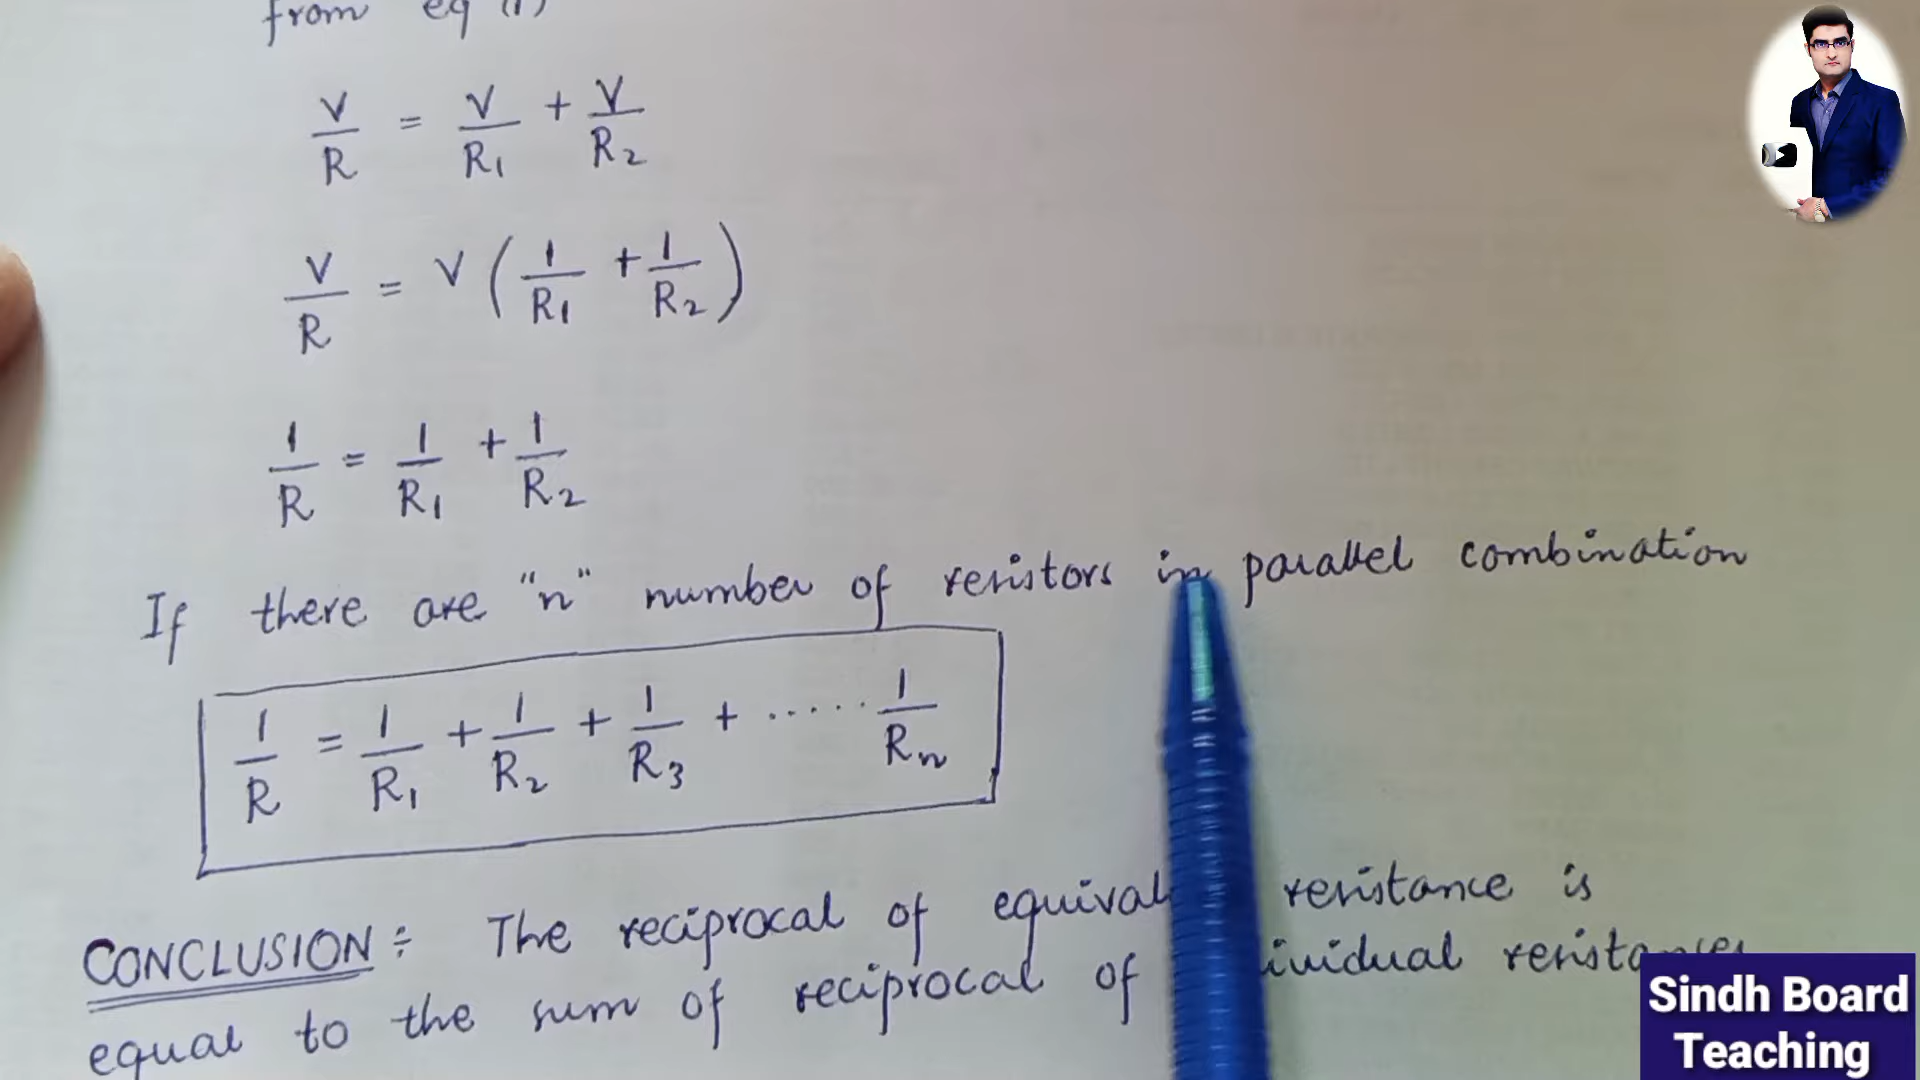 from eq (1)
V/R = V/R₁ + V/R₂
V/R = V (1/R₁ + 1/R₂)
1/R = 1/R₁ + 1/R₂
If there are "n" number of resistors in parallel combination
1/R = 1/R₁ + 1/R₂ + 1/R₃ + ..... 1/Rₙ
CONCLUSION÷ The reciprocal of equival resistance is
equal to the sum of reciprocal of ividual resistances
Sindh Board
Teaching